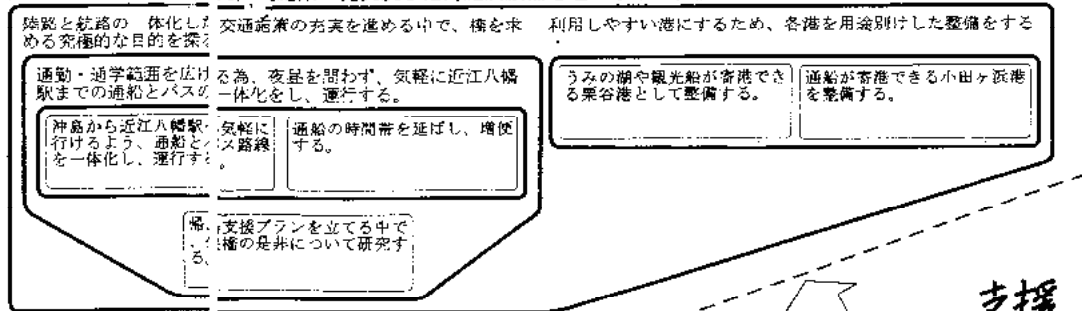 陸路と航路の一体化した交通施策の充実を進める中で、橋を求
める究極的な目的を探る
通勤・通学範囲を広げる為、夜昼を問わず、気軽に近江八幡
駅までの通船とバスの一体化をし、運行する。
沖島から近江八幡駅へ気軽に
行けるよう、通船とバス路線
を一体化し、運行する。
通船の時間帯を延ばし、増便
する。
支援プランを立てる中で
橋の是非について研究す
る。
利用しやすい港にするため、各港を用途別けした整備をする
うみの湖や観光船が寄港でき
る栗谷港として整備する。
通船が寄港できる小田ヶ浜港
を整備する。
支援